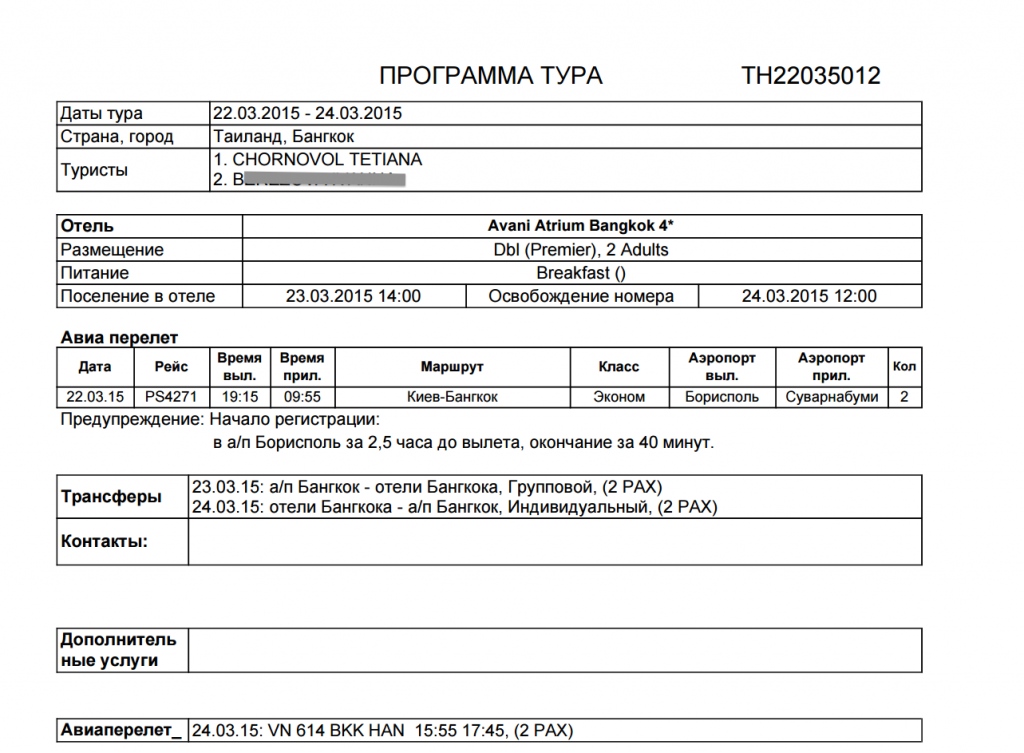 ПРОГРАММА ТУРА TH22035012
Даты тура 22.03.2015 - 24.03.2015
Страна, город Таиланд, Бангкок
Туристы 1. CHORNOVOL TETIANA
2.
Отель Avani Atrium Bangkok 4*
Размещение Dbl (Premier), 2 Adults
Питание Breakfast ()
Поселение в отеле 23.03.2015 14:00 Освобождение номера 24.03.2015 12:00
Авиа перелет
Дата Рейс Время выл. Время прил. Маршрут Класс Аэропорт выл. Аэропорт прил. Кол
22.03.15 PS4271 19:15 09:55 Киев-Бангкок Эконом Борисполь Суварнабуми 2
Предупреждение: Начало регистрации:
в а/п Борисполь за 2,5 часа до вылета, окончание за 40 минут.
Трансферы 23.03.15: а/п Бангкок - отели Бангкока, Групповой, (2 PAX)
24.03.15: отели Бангкока - а/п Бангкок, Индивидуальный, (2 PAX)
Контакты:
Дополнитель
ные услуги
Авиаперелет_ 24.03.15: VN 614 BKK HAN 15:55 17:45, (2 PAX)